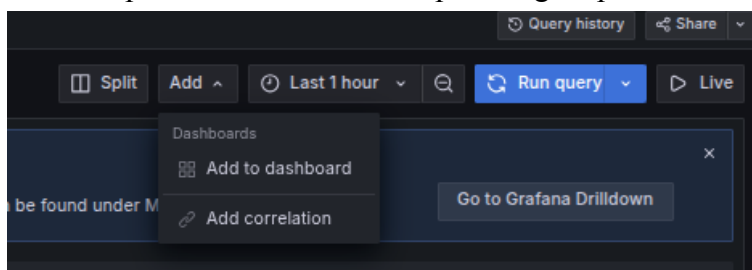 Query history Share
Split Add Last 1 hour Run query Live
Dashboards
Add to dashboard
be found under M
Go to Grafana Drilldown
Add correlation